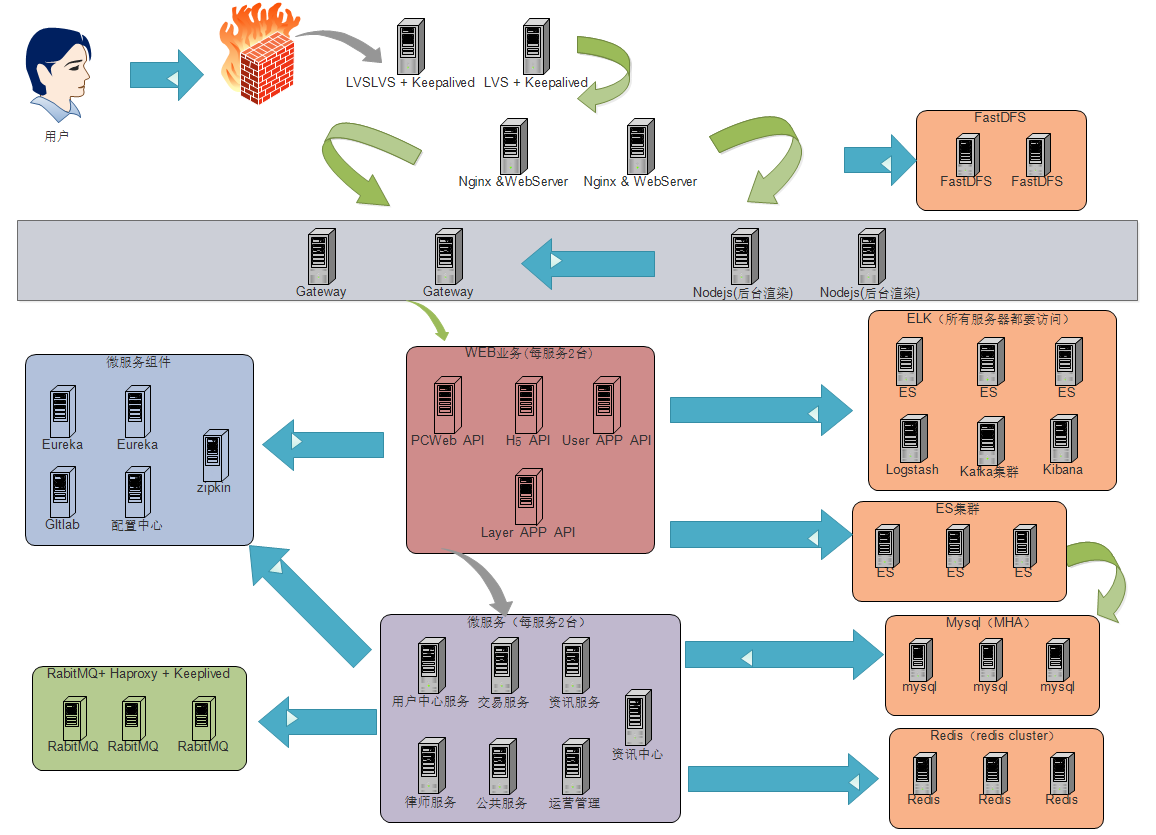 用户
LVSLVS + Keepalived
LVS + Keepalived
Nginx &WebServer
Nginx & WebServer
FastDFS
FastDFS
FastDFS
Gateway
Gateway
Nodejs(后台渲染)
Nodejs(后台渲染)
微服务组件
Eureka
Eureka
zipkin
GItlab
配置中心
WEB业务(每服务2台)
PCWeb API
H5 API
User APP API
Layer APP API
ELK（所有服务器都要访问）
ES
ES
ES
Logstash
Kafka集群
Kibana
ES集群
ES
ES
ES
微服务（每服务2台）
用户中心服务
交易服务
资讯服务
资讯中心
律师服务
公共服务
运营管理
Mysql（MHA）
mysql
mysql
mysql
RabitMQ+ Haproxy + Keeplived
RabitMQ
RabitMQ
RabitMQ
Redis（redis cluster）
Redis
Redis
Redis